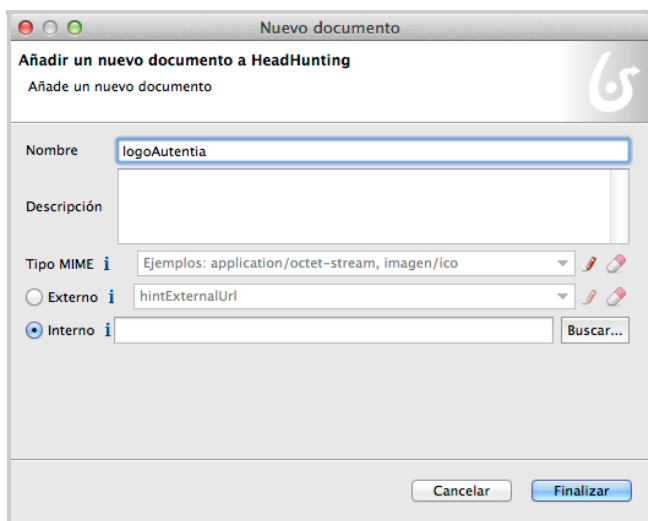 Nuevo documento
Añadir un nuevo documento a HeadHunting
Añade un nuevo documento
Nombre logoAutentia
Descripción
Tipo MIME i Ejemplos: application/octet-stream, imagen/ico
Externo i hintExternalUrl
Interno i Buscar...
Cancelar Finalizar